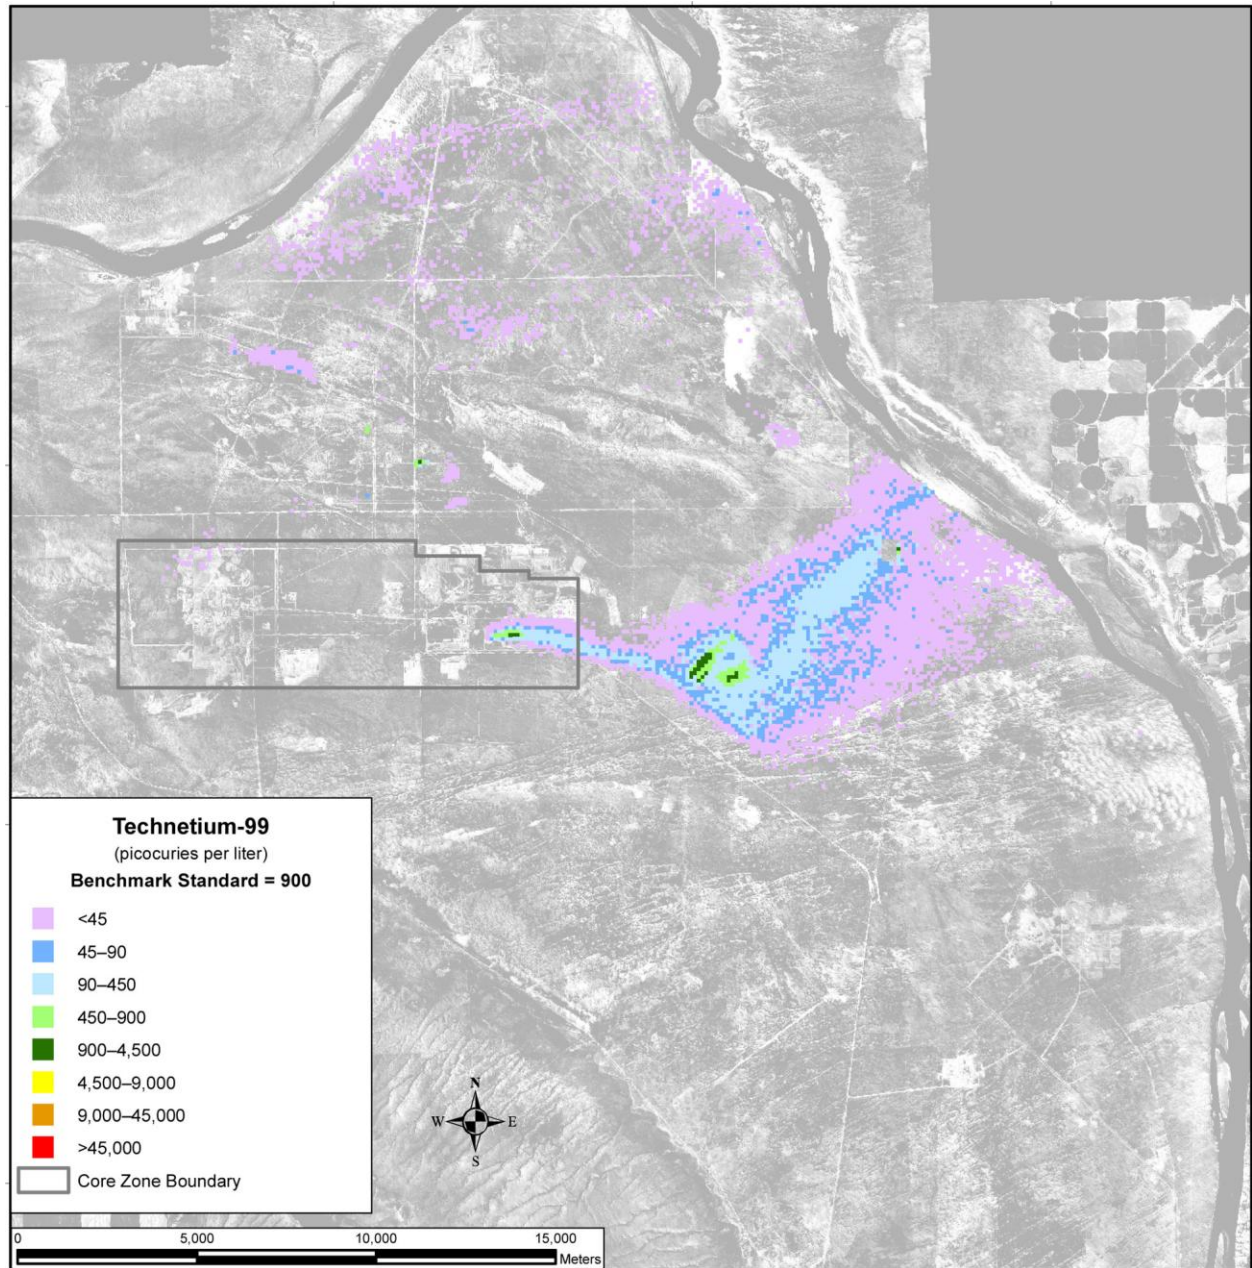 Technetium-99
(picocuries per liter)
Benchmark Standard = 900
<45
45–90
90–450
450–900
900–4,500
4,500–9,000
9,000–45,000
>45,000
Core Zone Boundary
N
W E
S
0 5,000 10,000 15,000
Meters